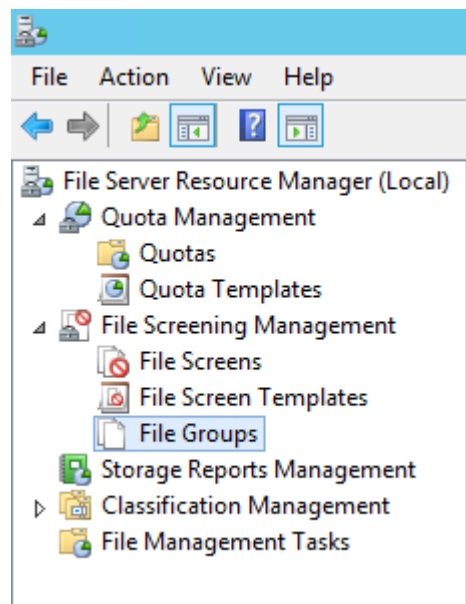 File Action View Help
File Server Resource Manager (Local)
Quota Management
Quotas
Quota Templates
File Screening Management
File Screens
File Screen Templates
File Groups
Storage Reports Management
Classification Management
File Management Tasks